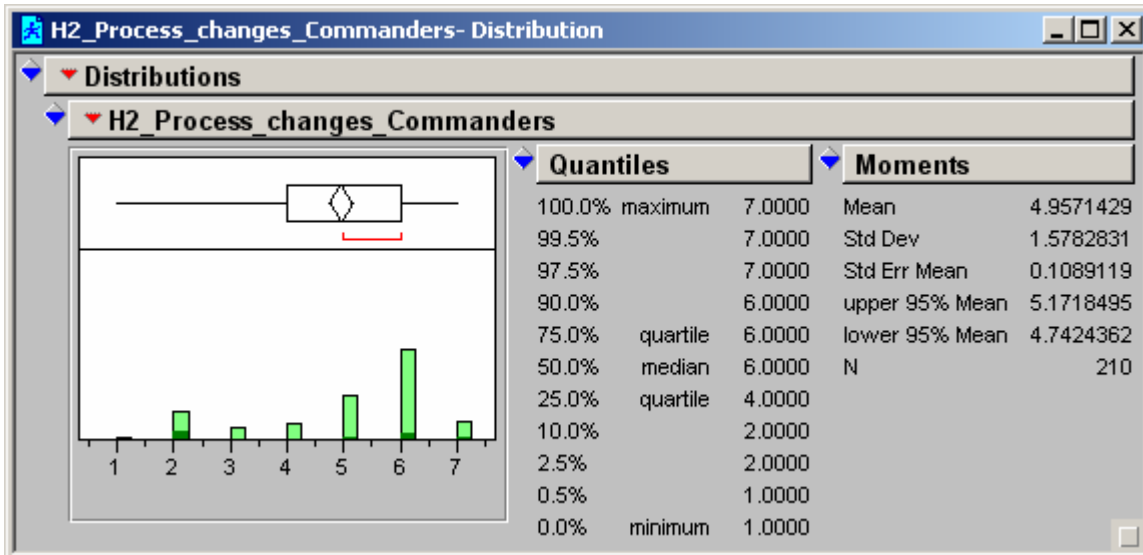 H2_Process_changes_Commanders- Distribution
Distributions
H2_Process_changes_Commanders
1 2 3 4 5 6 7
Quantiles
100.0% maximum 7.0000
99.5% 7.0000
97.5% 7.0000
90.0% 6.0000
75.0% quartile 6.0000
50.0% median 6.0000
25.0% quartile 4.0000
10.0% 2.0000
2.5% 2.0000
0.5% 1.0000
0.0% minimum 1.0000
Moments
Mean 4.9571429
Std Dev 1.5782831
Std Err Mean 0.1089119
upper 95% Mean 5.1718495
lower 95% Mean 4.7424362
N 210